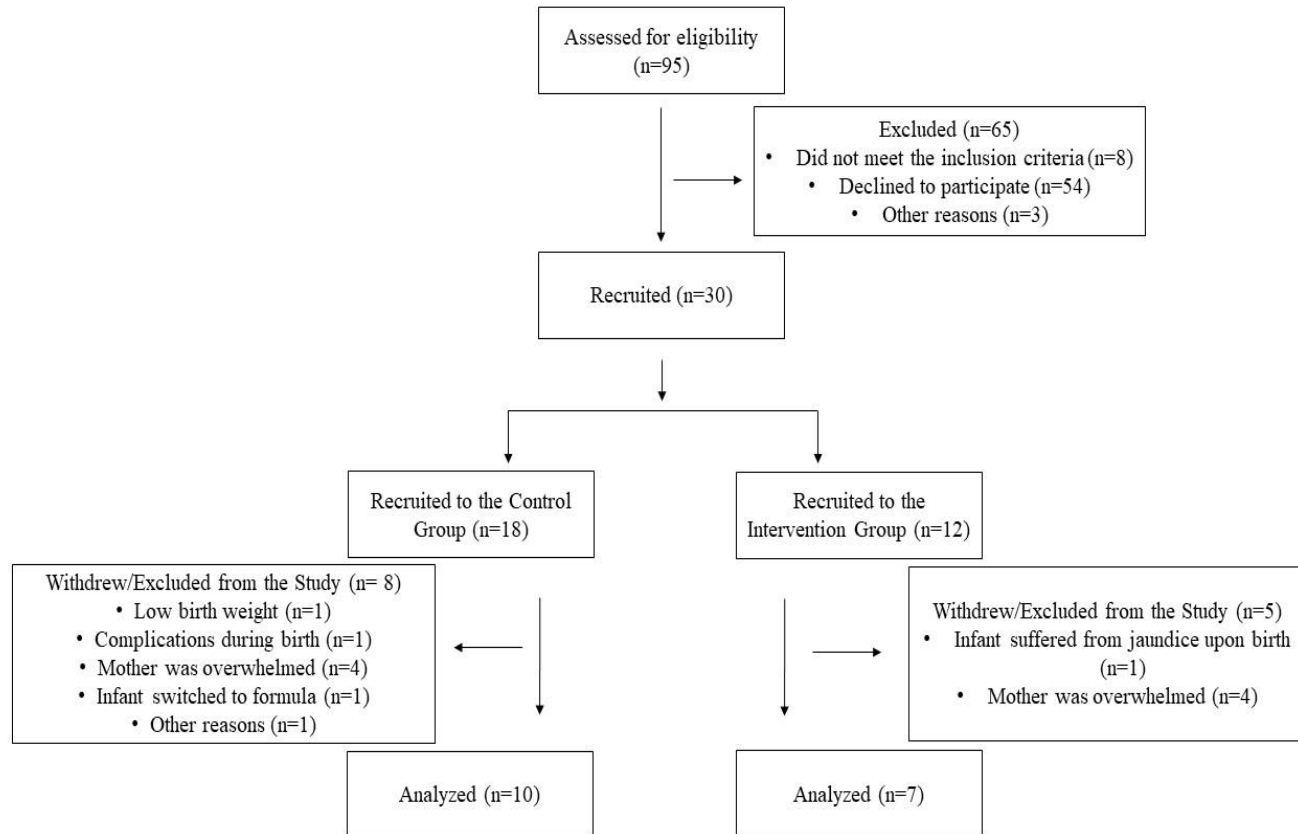 Assessed for eligibility
(n=95)
Excluded (n=65)
• Did not meet the inclusion criteria (n=8)
• Declined to participate (n=54)
• Other reasons (n=3)
Recruited (n=30)
Recruited to the Control
Group (n=18)
Recruited to the
Intervention Group (n=12)
Withdrew/Excluded from the Study (n= 8)
• Low birth weight (n=1)
• Complications during birth (n=1)
• Mother was overwhelmed (n=4)
• Infant switched to formula (n=1)
• Other reasons (n=1)
Withdrew/Excluded from the Study (n=5)
• Infant suffered from jaundice upon birth
(n=1)
• Mother was overwhelmed (n=4)
Analyzed (n=10)
Analyzed (n=7)